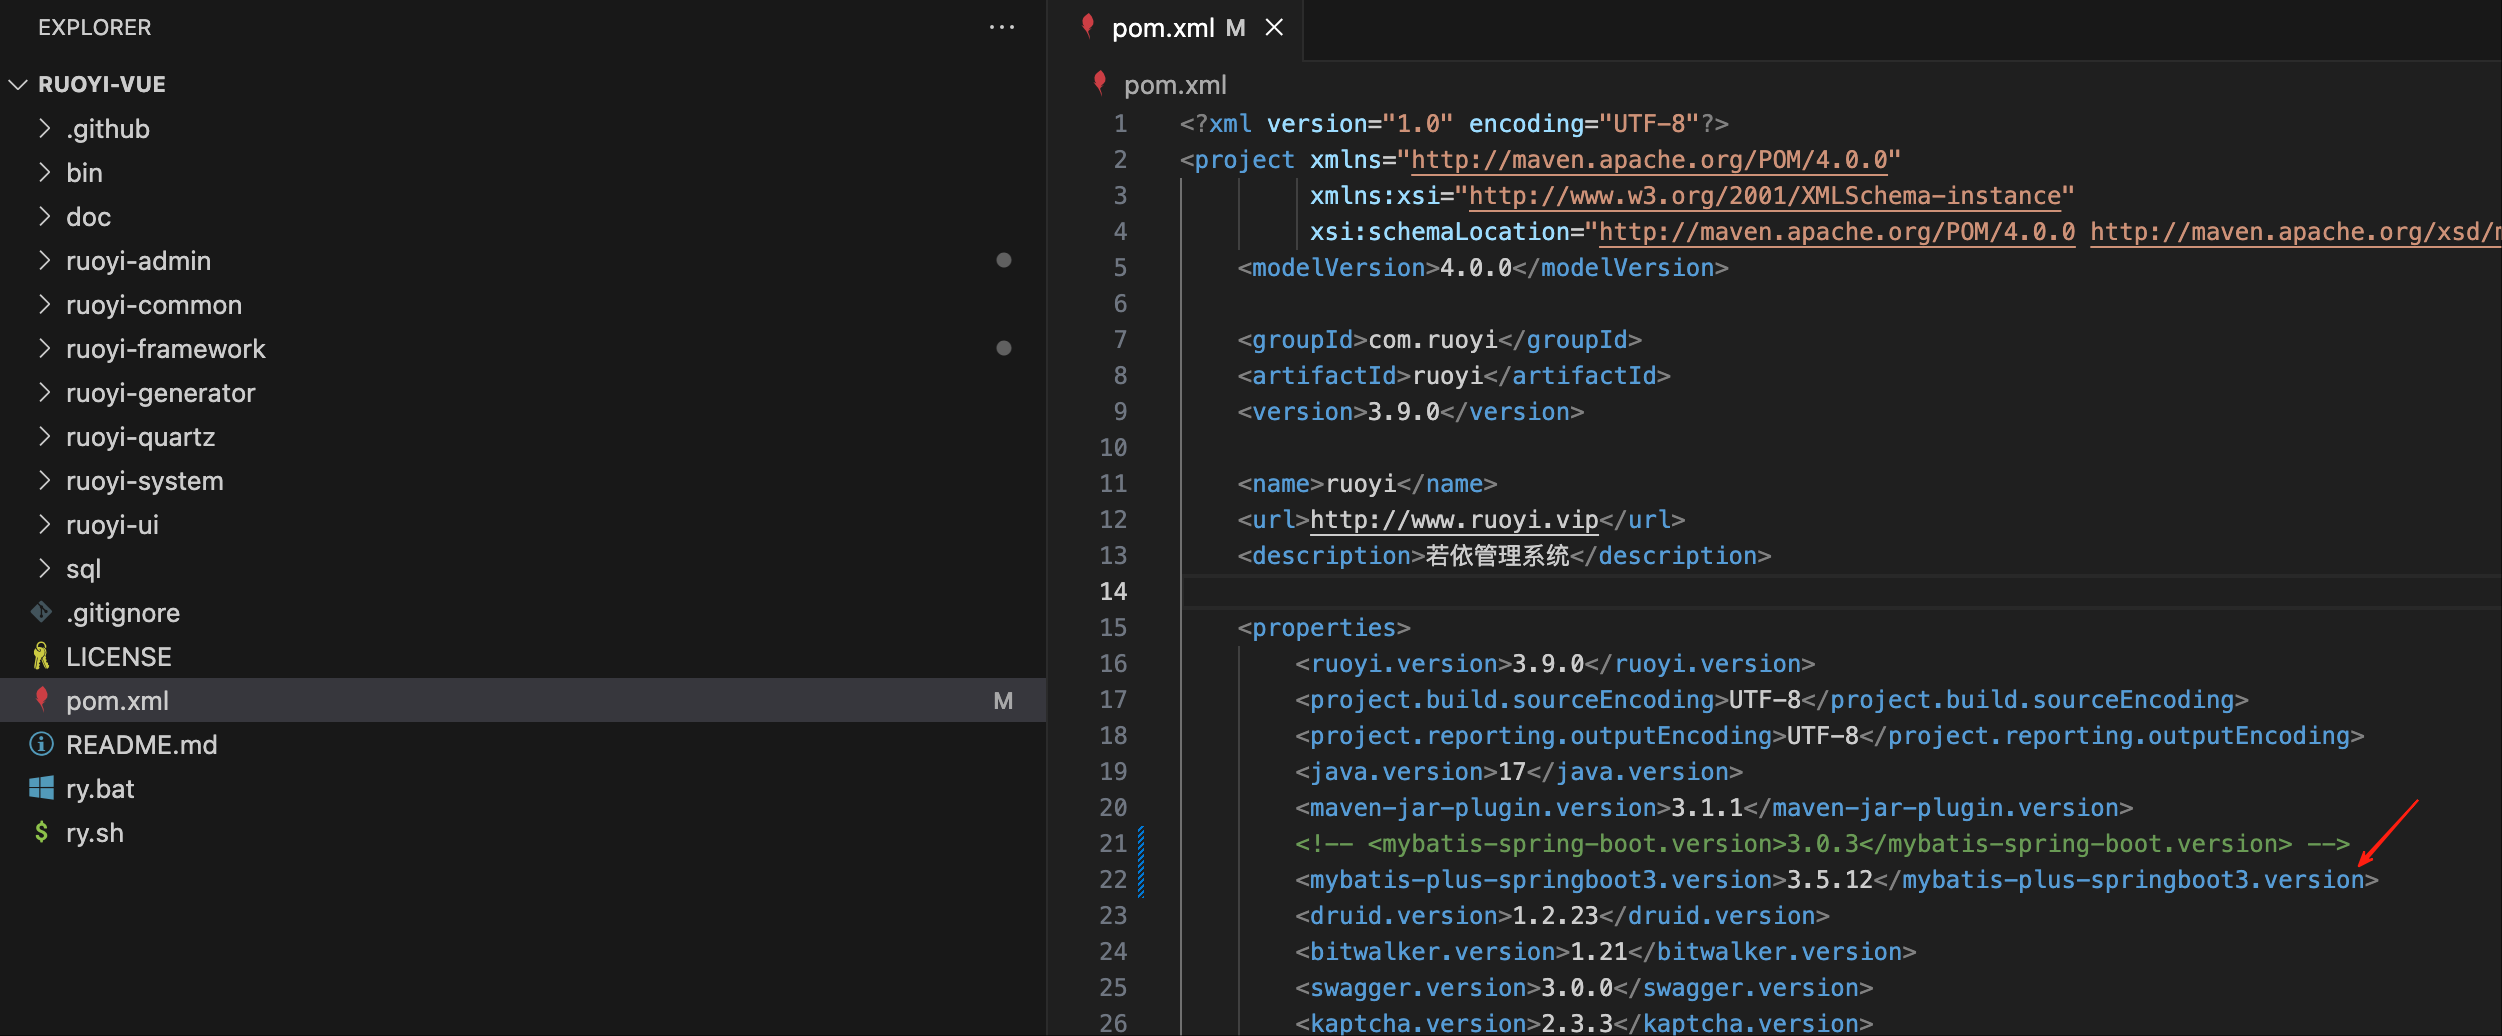 EXPLORER
RUOYI-VUE
.github
bin
doc
ruoyi-admin
ruoyi-common
ruoyi-framework
ruoyi-generator
ruoyi-quartz
ruoyi-system
ruoyi-ui
sql
.gitignore
LICENSE
pom.xml M
README.md
ry.bat
ry.sh
pom.xml M
pom.xml
1 <?xml version="1.0" encoding="UTF-8"?>
2 <project xmlns="http://maven.apache.org/POM/4.0.0"
3 xmlns:xsi="http://www.w3.org/2001/XMLSchema-instance"
4 xsi:schemaLocation="http://maven.apache.org/POM/4.0.0 http://maven.apache.org/xsd/
5 <modelVersion>4.0.0</modelVersion>
6
7 <groupId>com.ruoyi</groupId>
8 <artifactId>ruoyi</artifactId>
9 <version>3.9.0</version>
10
11 <name>ruoyi</name>
12 <url>http://www.ruoyi.vip</url>
13 <description>若依管理系统</description>
14
15 <properties>
16 <ruoyi.version>3.9.0</ruoyi.version>
17 <project.build.sourceEncoding>UTF-8</project.build.sourceEncoding>
18 <project.reporting.outputEncoding>UTF-8</project.reporting.outputEncoding>
19 <java.version>17</java.version>
20 <maven-jar-plugin.version>3.1.1</maven-jar-plugin.version>
21 <!-- <mybatis-spring-boot.version>3.0.3</mybatis-spring-boot.version> -->
22 <mybatis-plus-springboot3.version>3.5.12</mybatis-plus-springboot3.version>
23 <druid.version>1.2.23</druid.version>
24 <bitwalker.version>1.21</bitwalker.version>
25 <swagger.version>3.0.0</swagger.version>
26 <kaptcha.version>2.3.3</kaptcha.version>